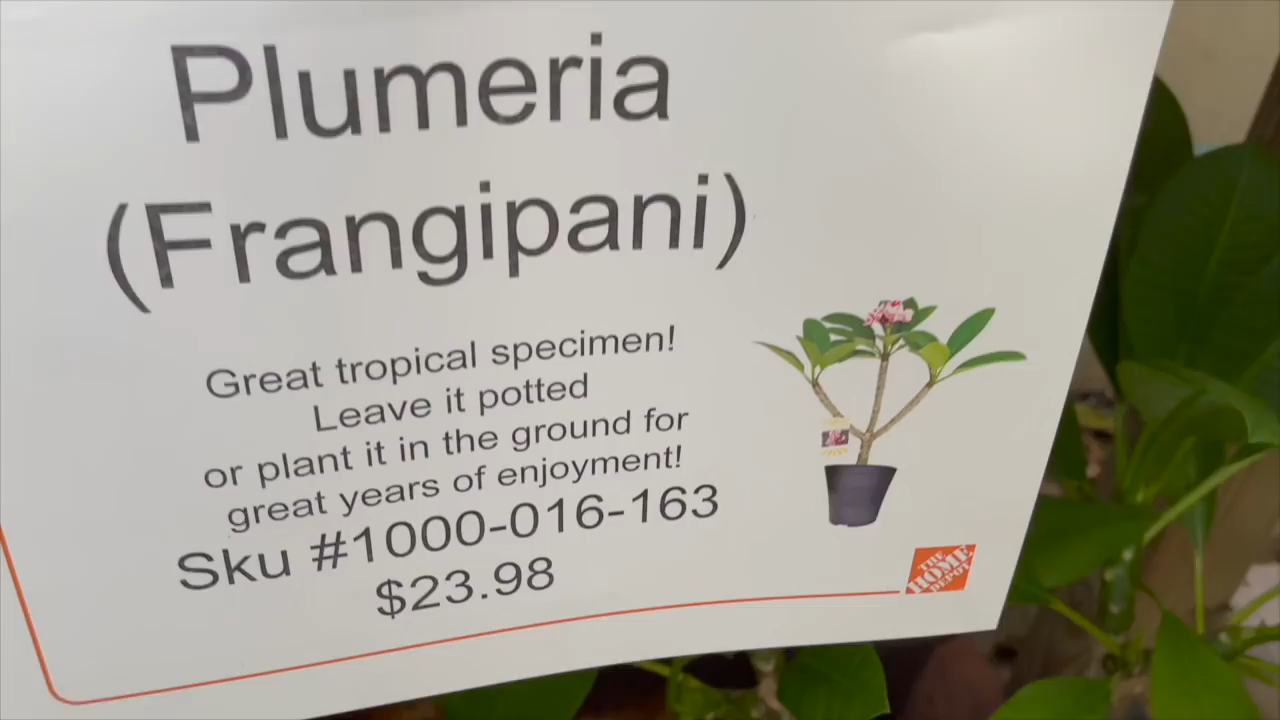 Plumeria
(Frangipani)
Great tropical specimen!
Leave it potted
or plant it in the ground for
great years of enjoyment!
Sku #1000-016-163
$23.98
THE
HOME
DEPOT